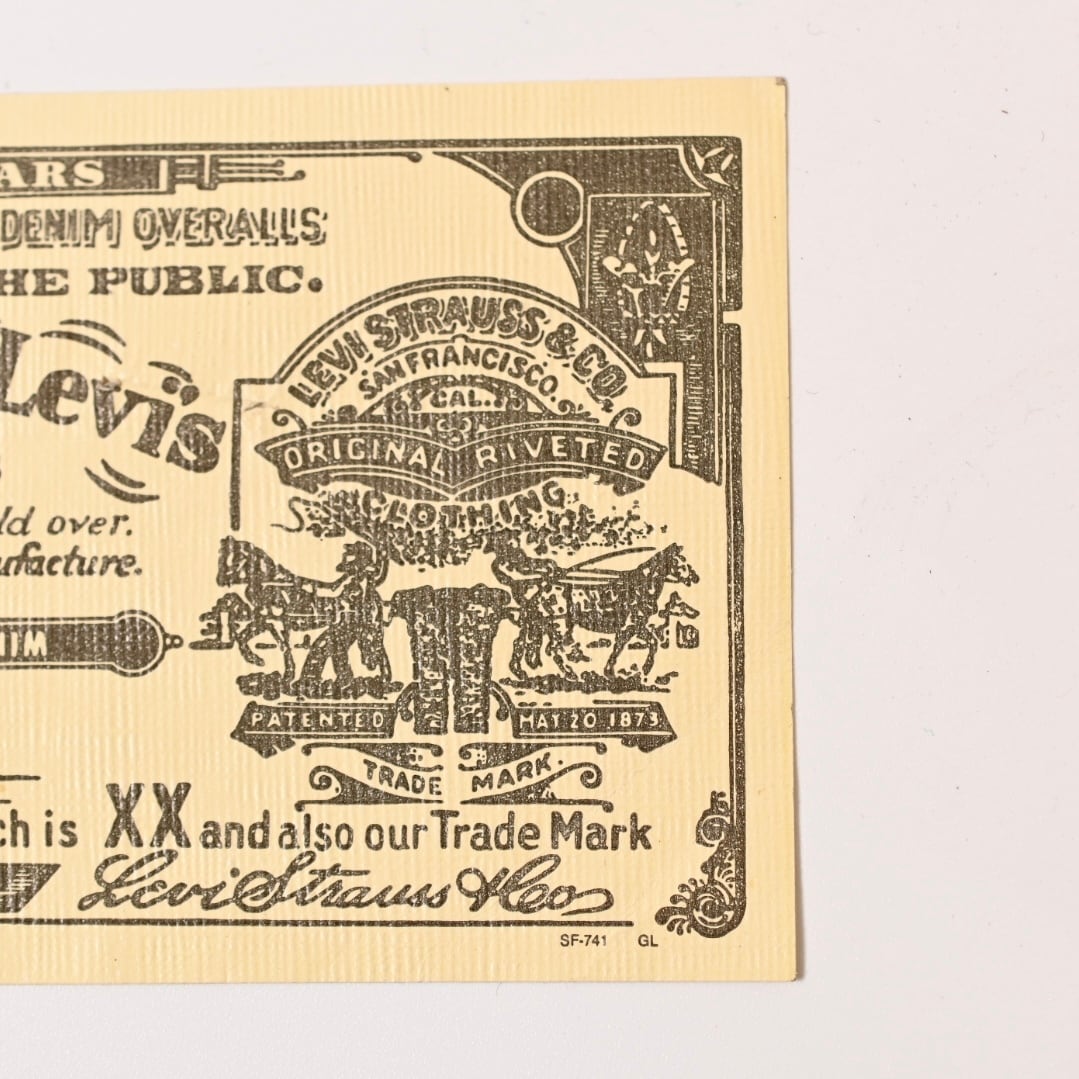 ARS
DENIM OVERALLS
HE PUBLIC.
Levi's
LEVI STRAUSS & CO.
SAN FRANCISCO.
CAL.
ORIGINAL RIVETED
CLOTHING
ld over.
ufacture.
IM
PATENTED MAY 20 1873
TRADE MARK.
ch is XX and also our Trade Mark
Levi Strauss & Co
SF-741 GL